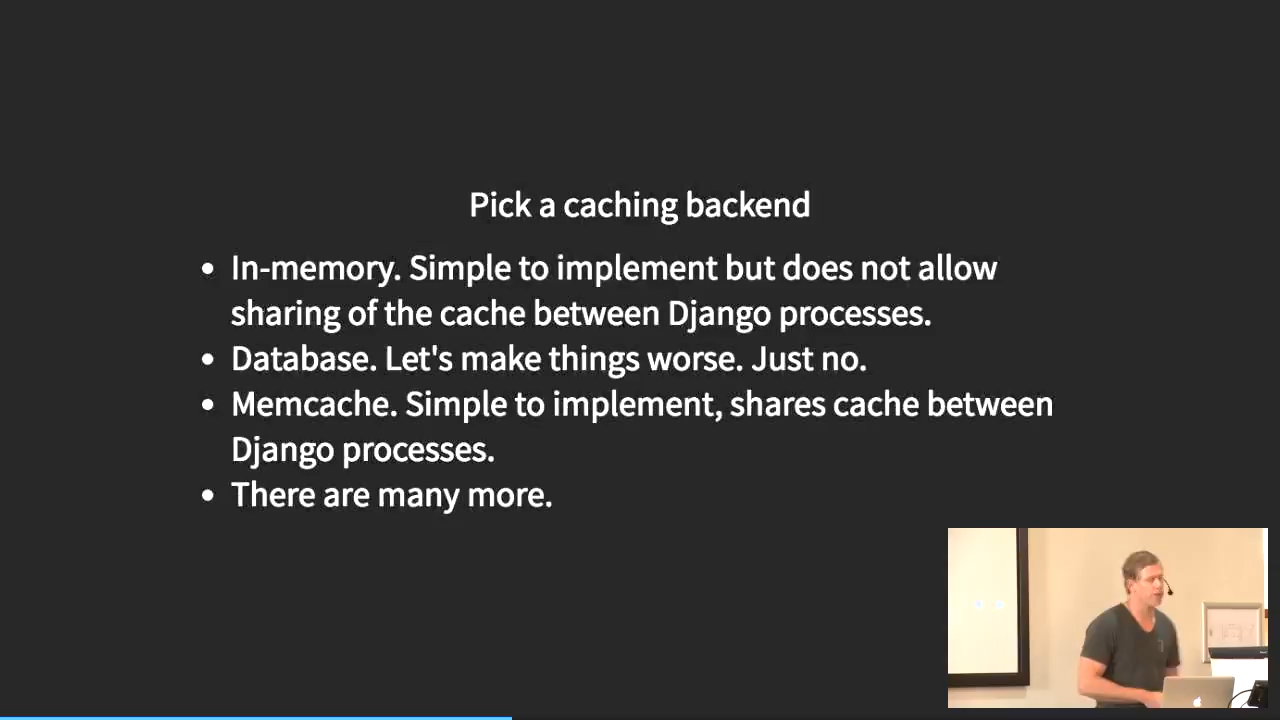 Pick a caching backend
• In-memory. Simple to implement but does not allow
sharing of the cache between Django processes.
• Database. Let's make things worse. Just no.
• Memcache. Simple to implement, shares cache between
Django processes.
• There are many more.